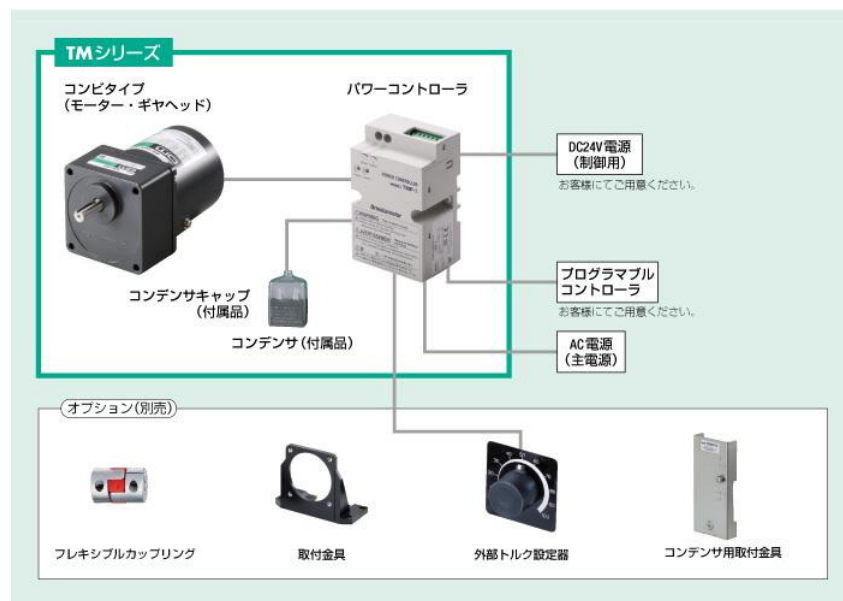 TMシリーズ
コンビタイプ
(モーター・ギヤヘッド)
パワーコントローラ
DC24V電源
(制御用)
お客様にてご用意ください。
コンデンサキャップ
(付属品)
コンデンサ(付属品)
プログラマブル
コントローラ
お客様にてご用意ください。
AC電源
(主電源)
オプション(別売)
フレキシブルカップリング
取付金具
外部トルク設定器
コンデンサ用取付金具